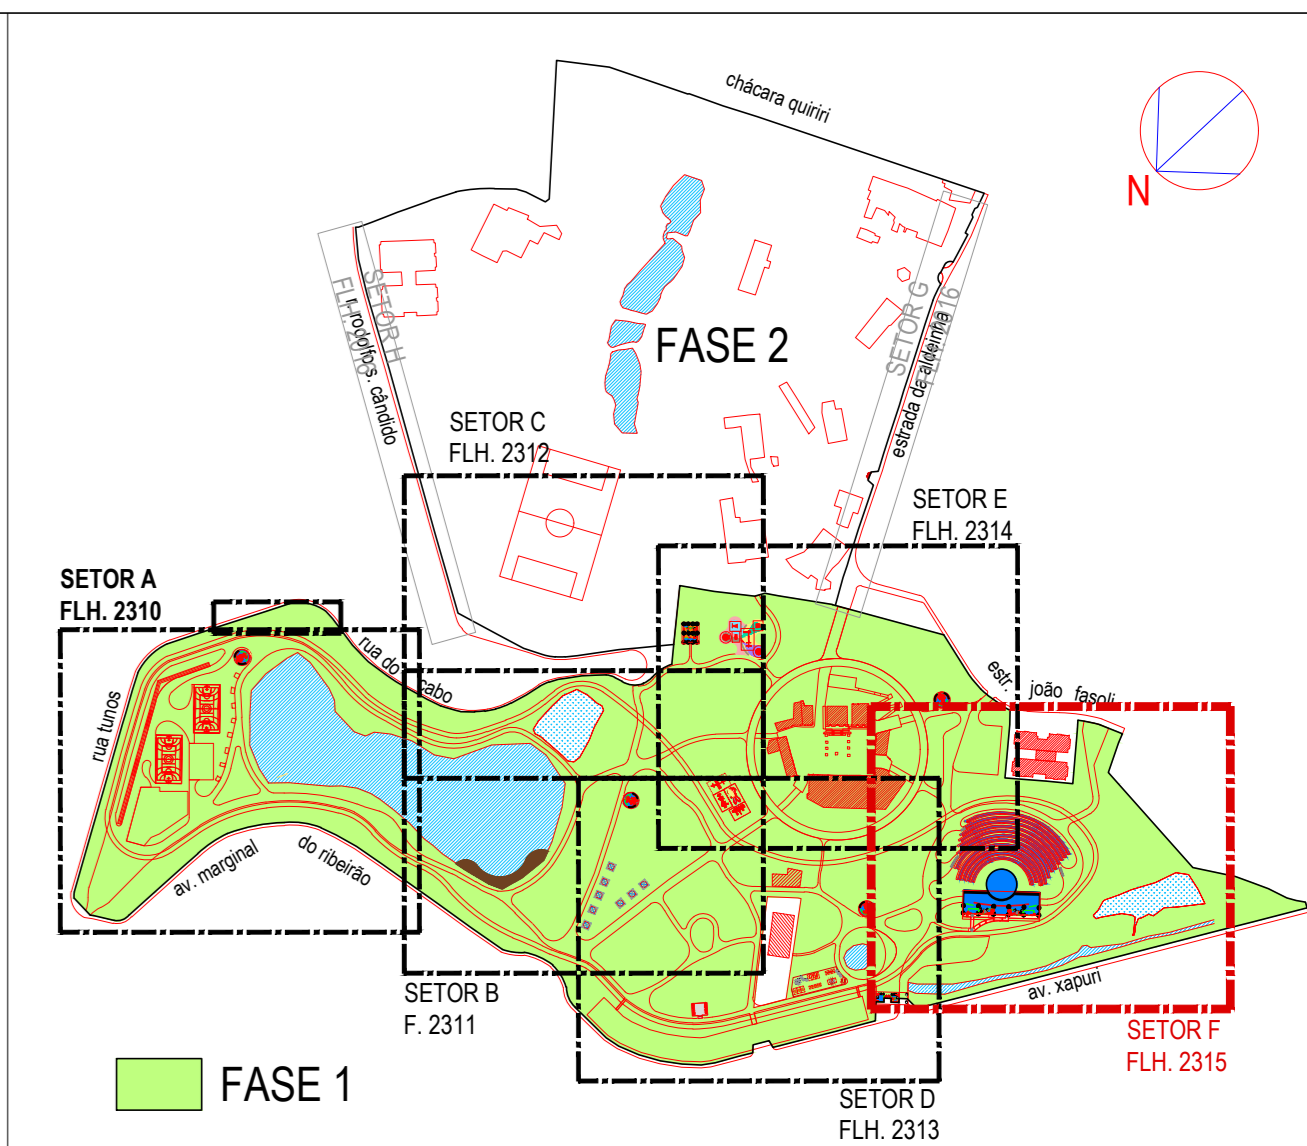 chácara quiriri
N
SETOR H
FLH. 2016
r. rodolfo s. cândido
FASE 2
SETOR G
estrada da aldeinha
SETOR C
FLH. 2312
SETOR E
FLH. 2314
SETOR A
FLH. 2310
rua do cabo
rua tunos
estr. joão fasoli
av. marginal do ribeirão
av. xapuri
SETOR B
F. 2311
SETOR F
FLH. 2315
FASE 1
SETOR D
FLH. 2313